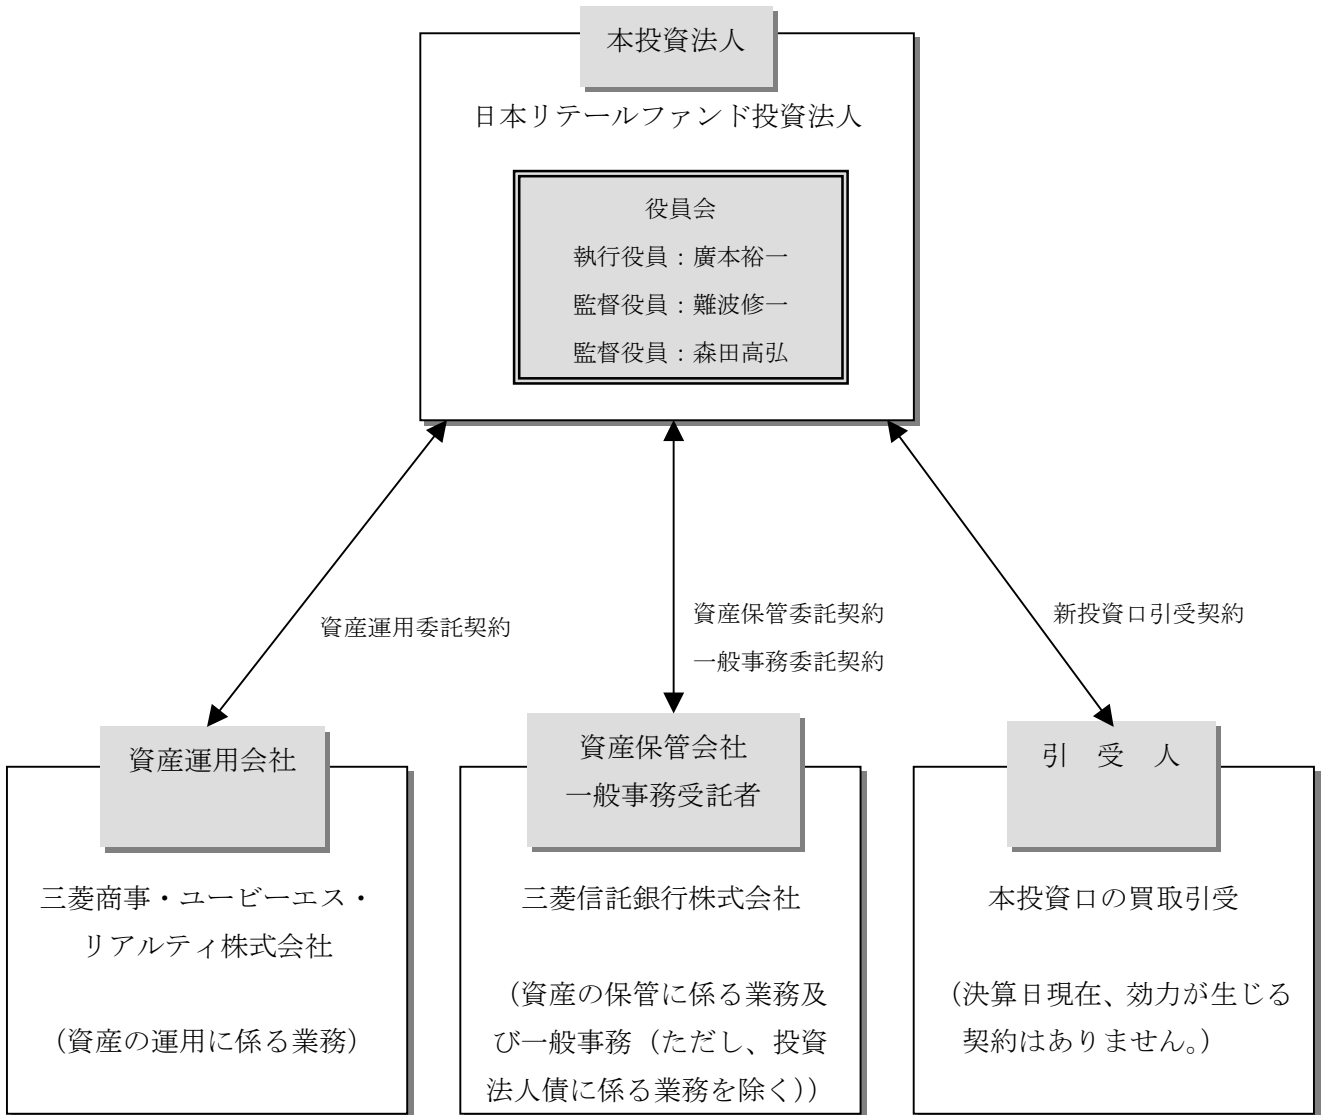 本投資法人
日本リテールファンド投資法人
役員会
執行役員：廣本裕一
監督役員：難波修一
監督役員：森田高弘
資産運用委託契約
資産保管委託契約
一般事務委託契約
新投資口引受契約
資産運用会社
三菱商事・ユービーエス・
リアルティ株式会社
（資産の運用に係る業務）
資産保管会社
一般事務受託者
三菱信託銀行株式会社
（資産の保管に係る業務及
び一般事務（ただし、投資
法人債に係る業務を除く））
引　受　人
本投資口の買取引受
（決算日現在、効力が生じる
契約はありません。）